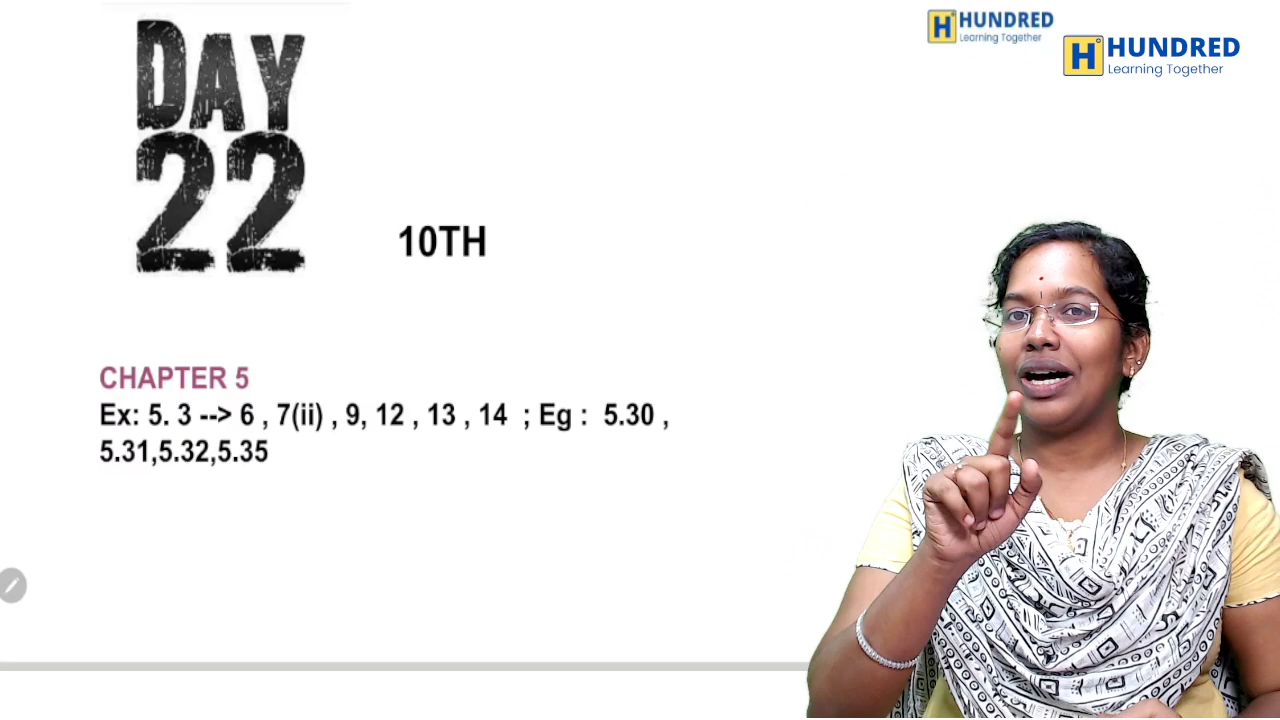 DAY
22
10TH
CHAPTER 5
Ex: 5. 3 --> 6 , 7(ii) , 9, 12 , 13 , 14 ; Eg : 5.30 ,
5.31,5.32,5.35
H HUNDRED
Learning Together
H HUNDRED
Learning Together